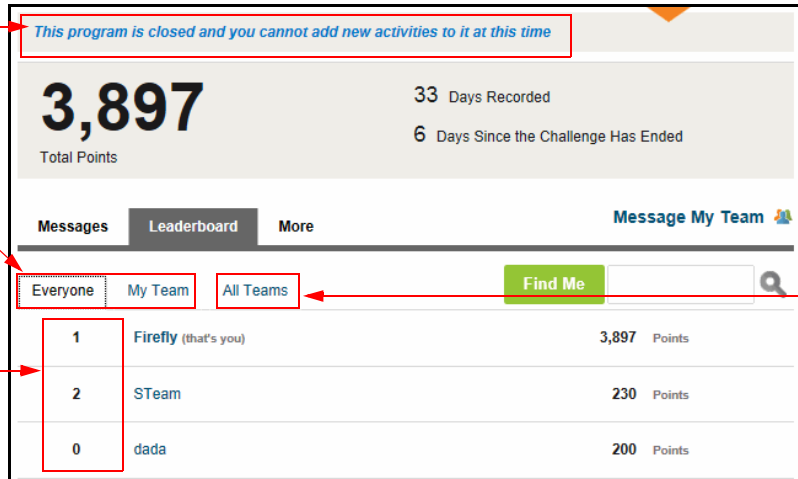 This program is closed and you cannot add new activities to it at this time
3,897
Total Points
33 Days Recorded
6 Days Since the Challenge Has Ended
Messages Leaderboard More Message My Team
Everyone My Team All Teams Find Me
1 Firefly (that's you) 3,897 Points
2 STeam 230 Points
0 dada 200 Points